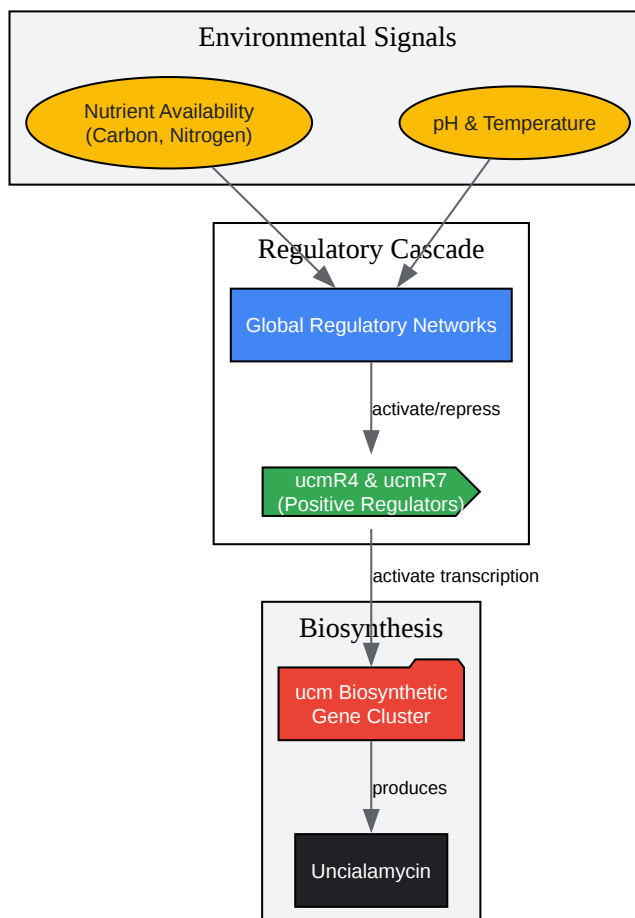 Environmental Signals
Nutrient Availability
(Carbon, Nitrogen)
pH & Temperature
Regulatory Cascade
Global Regulatory Networks
activate/repress
ucmR4 & ucmR7
(Positive Regulators)
activate transcription
Biosynthesis
ucm Biosynthetic
Gene Cluster
produces
Uncialamycin